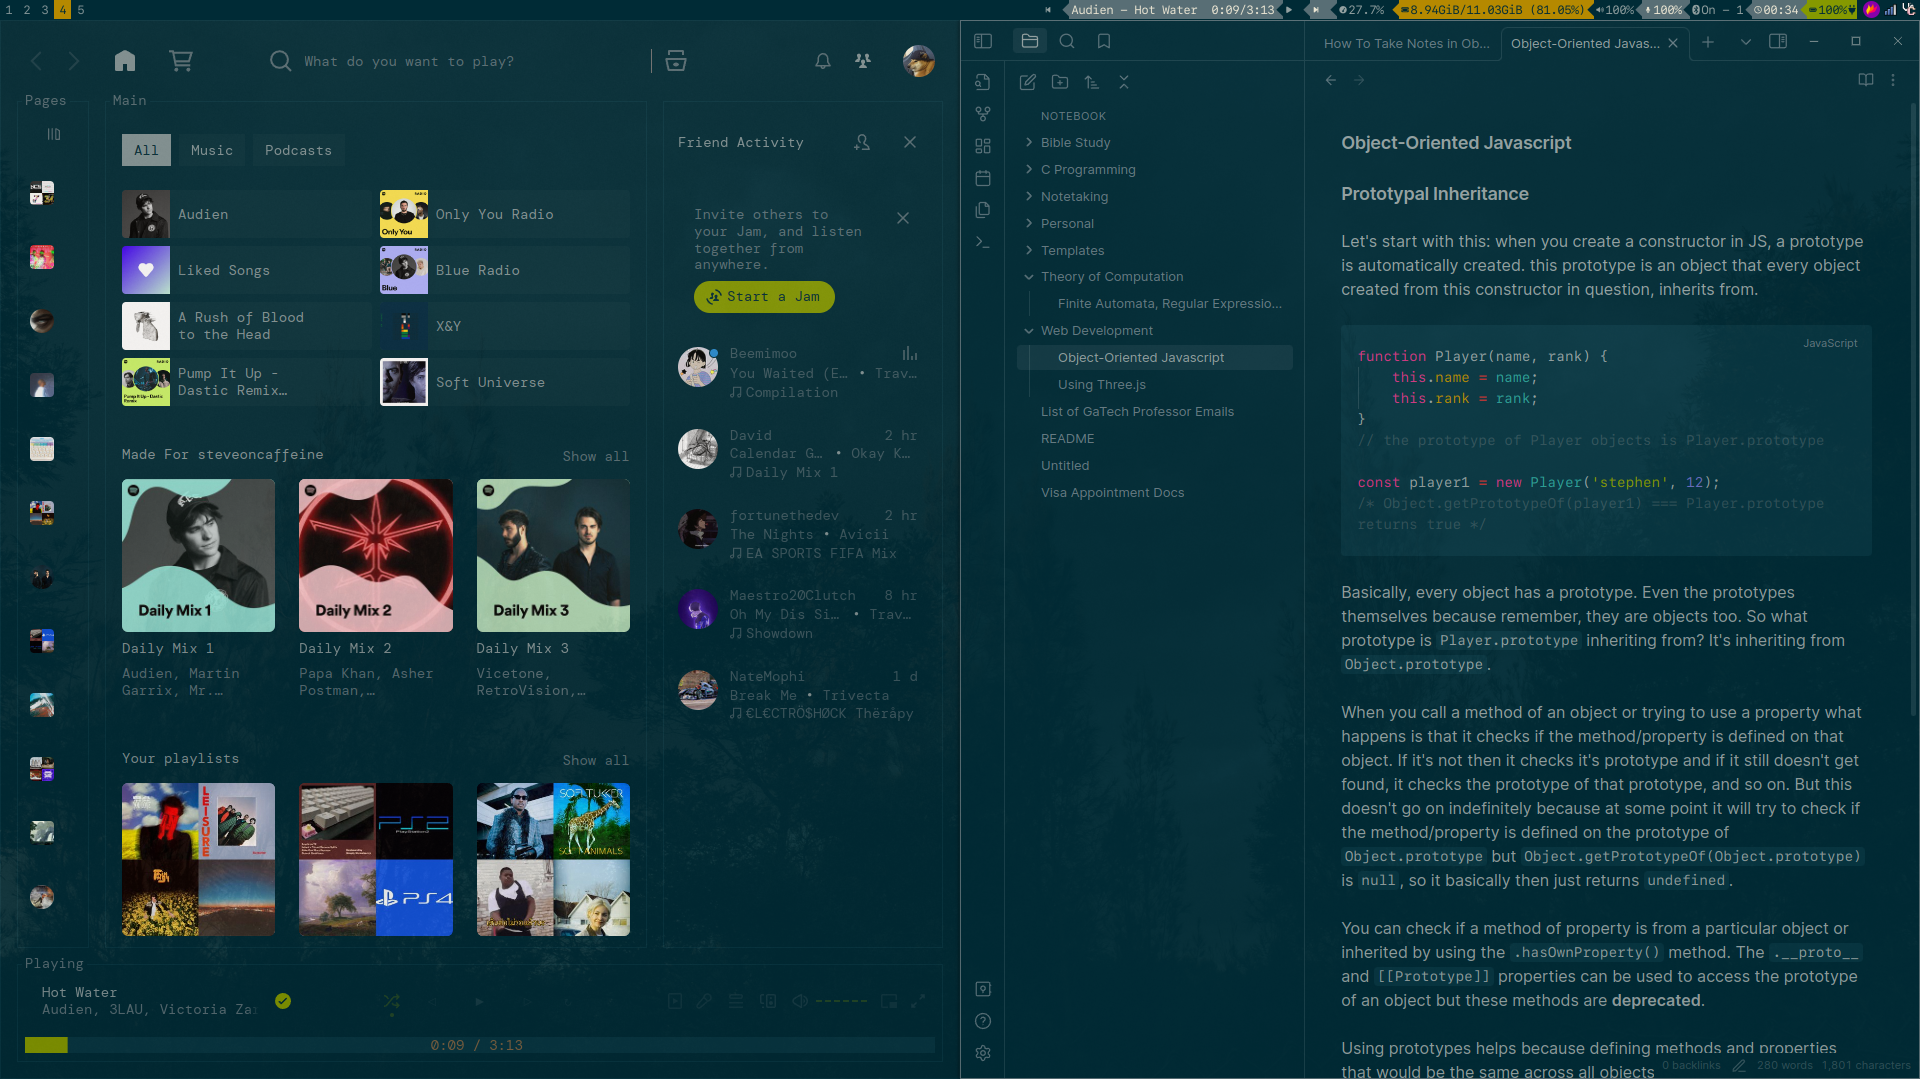 1 2 3 4 5
Audien – Hot Water 0:09/3:13
27.7%
8.94GiB/11.03GiB (81.05%)
100%
100%
On - 1
00:34
100%
What do you want to play?
Pages
Main
All
Music
Podcasts
Audien
Only You Radio
Liked Songs
Blue Radio
A Rush of Blood
to the Head
X&Y
Pump It Up -
Dastic Remix…
Soft Universe
Made For steveoncaffeine
Show all
Daily Mix 1
Daily Mix 2
Daily Mix 3
Daily Mix 1
Daily Mix 2
Daily Mix 3
Audien, Martin
Garrix, Mr.…
Papa Khan, Asher
Postman,…
Vicetone,
RetroVision,…
Your playlists
Show all
LEISURE
PS2
PlayStation2
SOFI TUKKER
SOFT ANIMALS
PS4
Friend Activity
Invite others to
your Jam, and listen
together from
anywhere.
Start a Jam
Beemimoo
You Waited (E… • Trav…
Compilation
David
2 hr
Calendar G… • Okay K…
Daily Mix 1
fortunethedev
2 hr
The Nights • Avicii
EA SPORTS FIFA Mix
Maestro20Clutch
8 hr
Oh My Dis Si… • Trav…
Showdown
NateMophi
1 d
Break Me • Trivecta
€L€CTRÖ$HØCK Thërãpy
Playing
Hot Water
Audien, 3LAU, Victoria Za
0:09 / 3:13
How To Take Notes in Ob...
Object-Oriented Javas...
NOTEBOOK
Bible Study
C Programming
Notetaking
Personal
Templates
Theory of Computation
Finite Automata, Regular Expressio...
Web Development
Object-Oriented Javascript
Using Three.js
List of GaTech Professor Emails
README
Untitled
Visa Appointment Docs
Object-Oriented Javascript
Prototypal Inheritance
Let's start with this: when you create a constructor in JS, a prototype
is automatically created. this prototype is an object that every object
created from this constructor in question, inherits from.
JavaScript
function Player(name, rank) {
this.name = name;
this.rank = rank;
}
// the prototype of Player objects is Player.prototype
const player1 = new Player('stephen', 12);
/* Object.getPrototypeOf(player1) === Player.prototype
returns true */
Basically, every object has a prototype. Even the prototypes
themselves because remember, they are objects too. So what
prototype is Player.prototype inheriting from? It's inheriting from
Object.prototype.
When you call a method of an object or trying to use a property what
happens is that it checks if the method/property is defined on that
object. If it's not then it checks it's prototype and if it still doesn't get
found, it checks the prototype of that prototype, and so on. But this
doesn't go on indefinitely because at some point it will try to check if
the method/property is defined on the prototype of
Object.prototype but Object.getPrototypeOf(Object.prototype)
is null, so it basically then just returns undefined.
You can check if a method of property is from a particular object or
inherited by using the .hasOwnProperty() method. The .__proto__
and [[Prototype]] properties can be used to access the prototype
of an object but these methods are deprecated.
Using prototypes helps because defining methods and properties
that would be the same across all objects
0 backlinks
280 words
1,801 characters